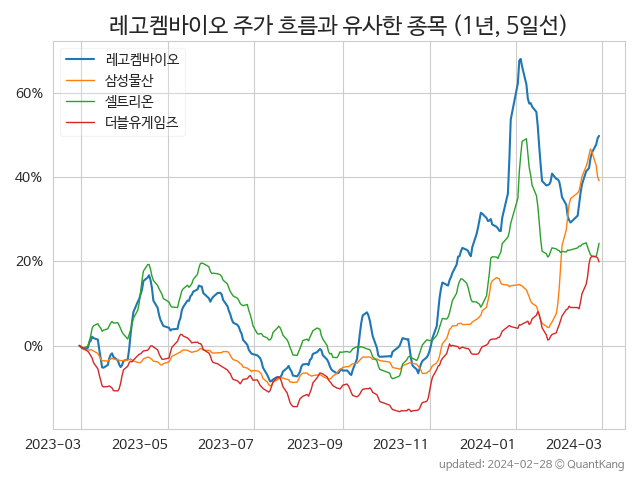 레고켐바이오 주가 흐름과 유사한 종목 (1년, 5일선)
레고켐바이오
삼성물산
셀트리온
더블유게임즈
60%
40%
20%
0%
2023-03 2023-05 2023-07 2023-09 2023-11 2024-01 2024-03
updated: 2024-02-28 © QuantKang